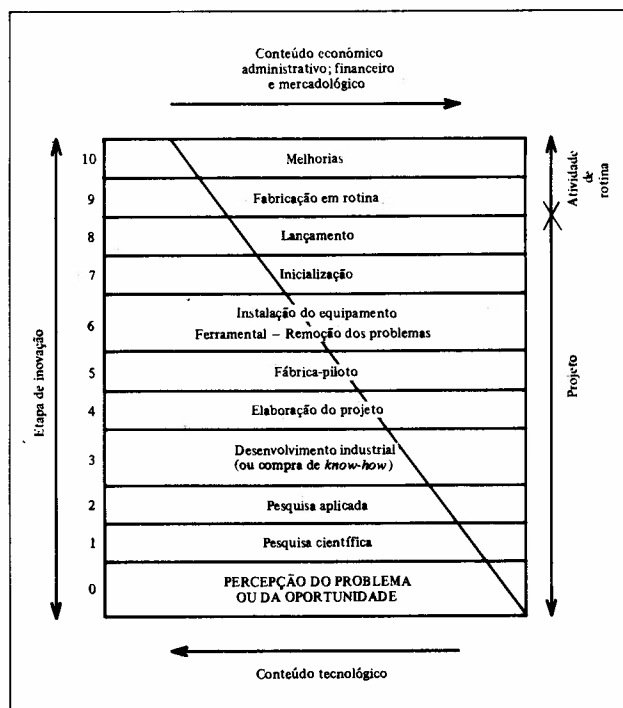 Conteúdo económico
administrativo; financeiro
e mercadológico
10 Melhorias
9 Fabricação em rotina
8 Lançamento
7 Inicialização
6 Instalação do equipamento
Ferramental – Remoção dos problemas
5 Fábrica-piloto
4 Elaboração do projeto
3 Desenvolvimento industrial
(ou compra de know-how)
2 Pesquisa aplicada
1 Pesquisa científica
0 PERCEPÇÃO DO PROBLEMA
OU DA OPORTUNIDADE
Etapa de inovação
Atividade
de
rotina
Projeto
Conteúdo tecnológico